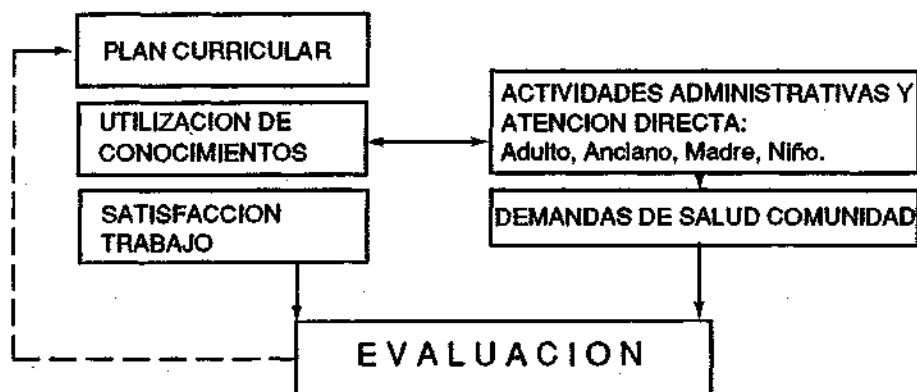 PLAN CURRICULAR
UTILIZACION DE
CONOCIMIENTOS
SATISFACCION
TRABAJO
ACTIVIDADES ADMINISTRATIVAS Y
ATENCION DIRECTA:
Adulto, Anciano, Madre, Niño.
DEMANDAS DE SALUD COMUNIDAD
EVALUACION